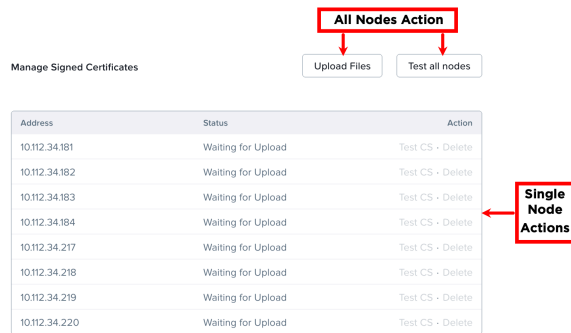 All Nodes Action
Manage Signed Certificates
Upload Files
Test all nodes
Address Status Action
10.112.34.181 Waiting for Upload Test CS • Delete
10.112.34.182 Waiting for Upload Test CS • Delete
10.112.34.183 Waiting for Upload Test CS • Delete
10.112.34.184 Waiting for Upload Test CS • Delete
10.112.34.217 Waiting for Upload Test CS • Delete
10.112.34.218 Waiting for Upload Test CS • Delete
10.112.34.219 Waiting for Upload Test CS • Delete
10.112.34.220 Waiting for Upload Test CS • Delete
Single
Node
Actions